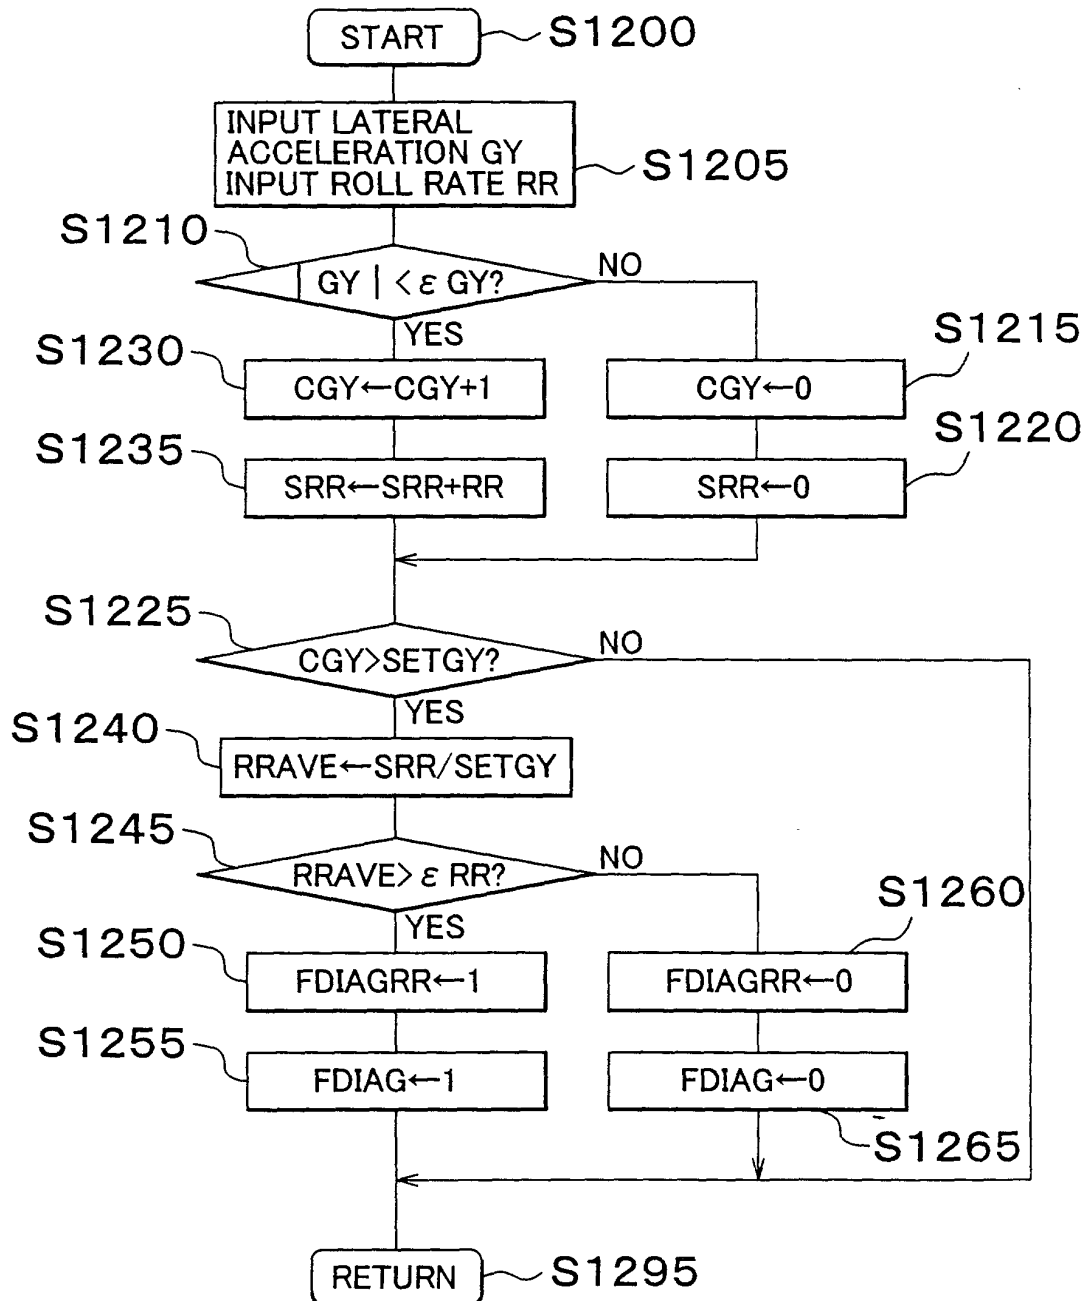 START
S1200
INPUT LATERAL
ACCELERATION GY
INPUT ROLL RATE RR
S1205
S1210
| GY | < ε GY?
NO
YES
S1230
CGY←CGY+1
S1215
CGY←0
S1235
SRR←SRR+RR
S1220
SRR←0
S1225
CGY>SETGY?
NO
YES
S1240
RRAVE←SRR/SETGY
S1245
RRAVE> ε RR?
NO
YES
S1260
S1250
FDIAGRR←1
FDIAGRR←0
S1255
FDIAG←1
FDIAG←0
S1265
RETURN
S1295